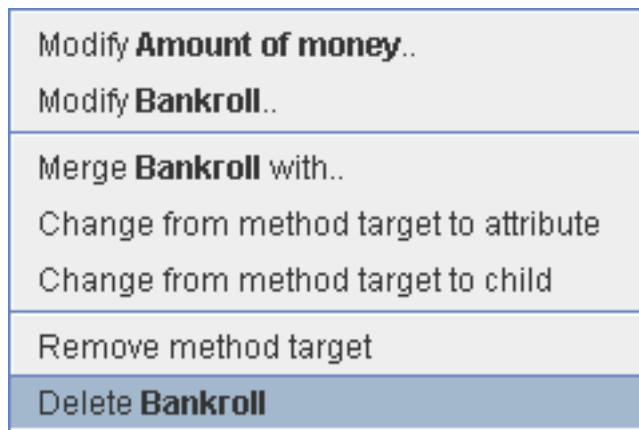 Modify Amount of money..
Modify Bankroll..
Merge Bankroll with..
Change from method target to attribute
Change from method target to child
Remove method target
Delete Bankroll